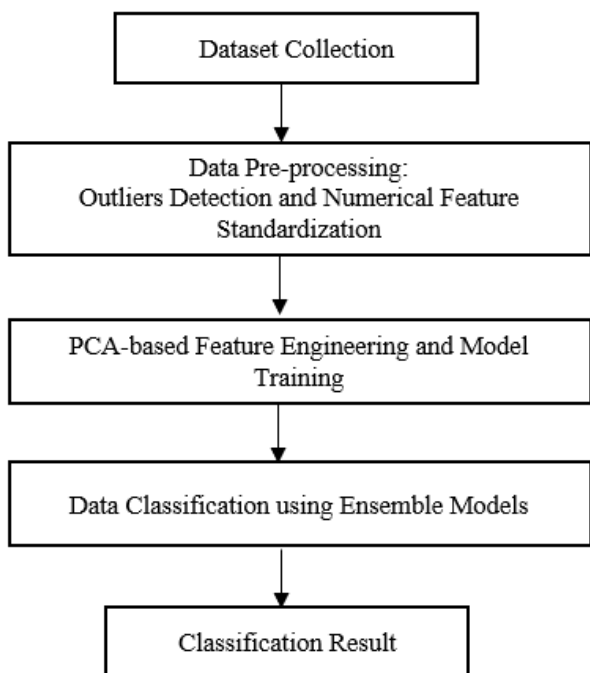 Dataset Collection
Data Pre-processing:
Outliers Detection and Numerical Feature
Standardization
PCA-based Feature Engineering and Model
Training
Data Classification using Ensemble Models
Classification Result